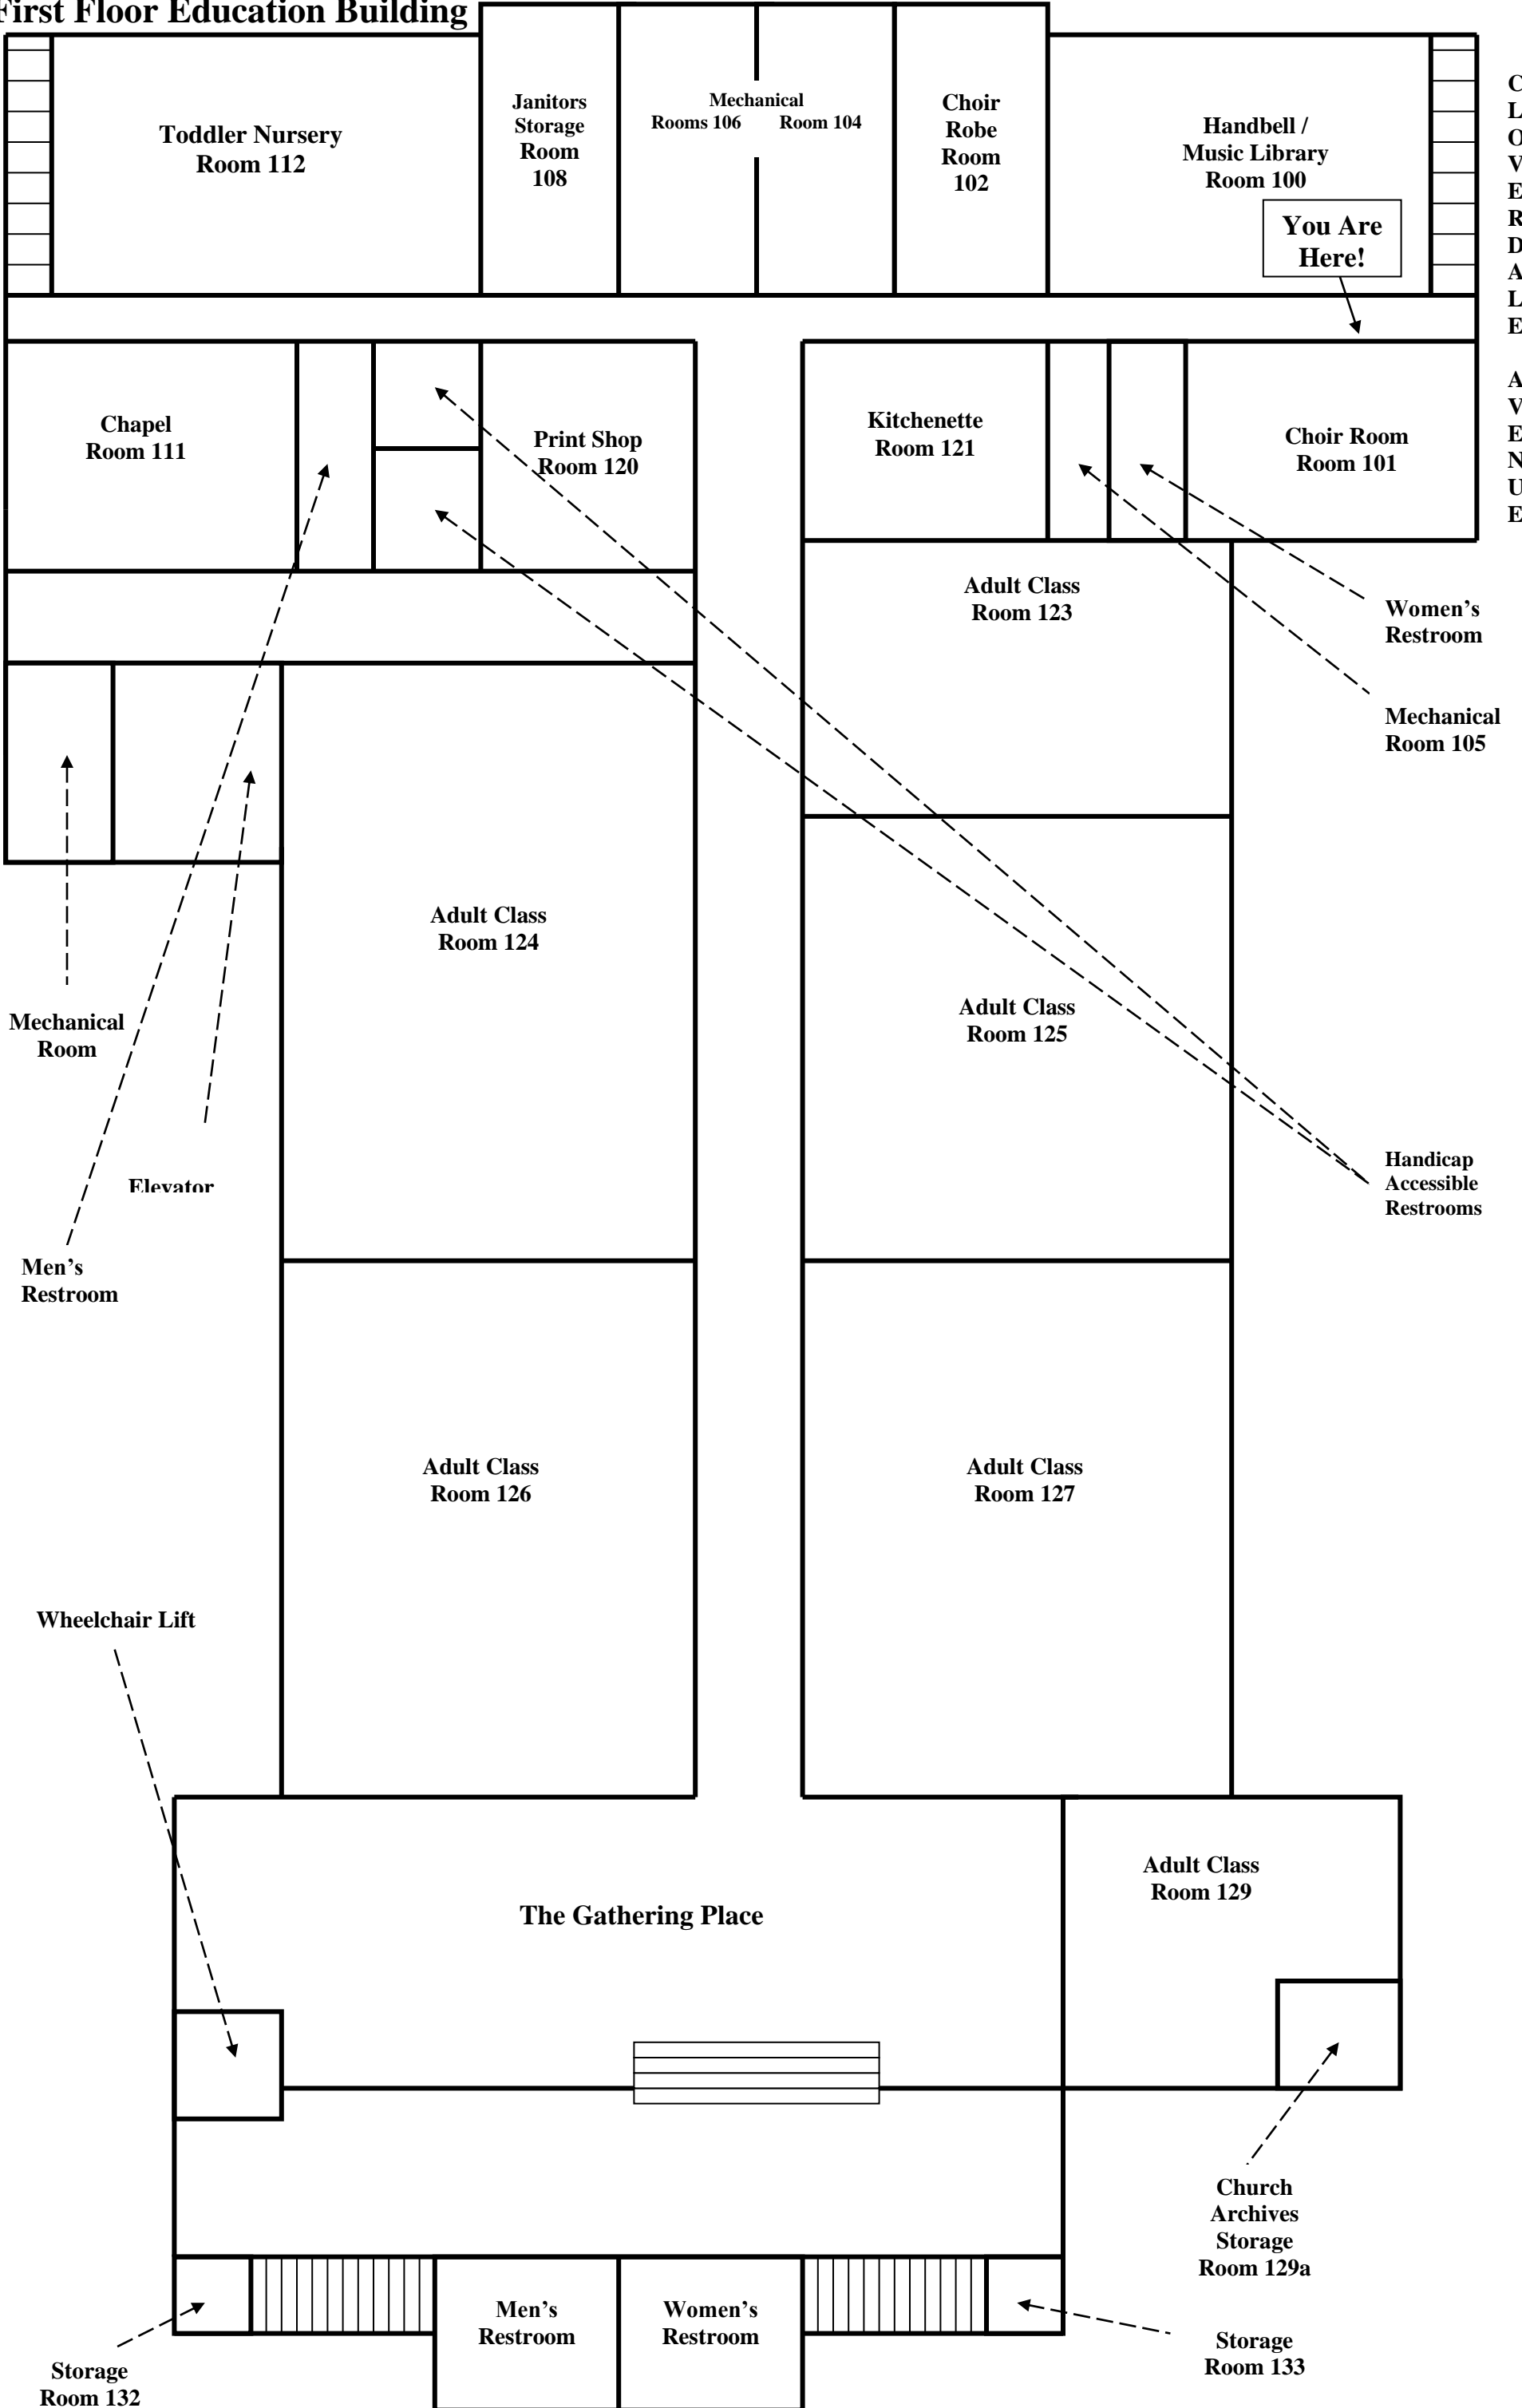 First Floor Education Building
Toddler Nursery
Room 112
Janitors
Storage
Room
108
Mechanical
Rooms 106 Room 104
Choir
Robe
Room
102
Handbell /
Music Library
Room 100
You Are
Here!
C
L
O
V
E
R
D
A
L
E
A
V
E
N
U
E
Chapel
Room 111
Print Shop
Room 120
Kitchenette
Room 121
Choir Room
Room 101
Adult Class
Room 123
Women's
Restroom
Mechanical
Room 105
Adult Class
Room 124
Mechanical
Room
Adult Class
Room 125
Elevator
Handicap
Accessible
Restrooms
Men's
Restroom
Adult Class
Room 126
Adult Class
Room 127
Wheelchair Lift
The Gathering Place
Adult Class
Room 129
Church
Archives
Storage
Room 129a
Men's
Restroom
Women's
Restroom
Storage
Room 133
Storage
Room 132